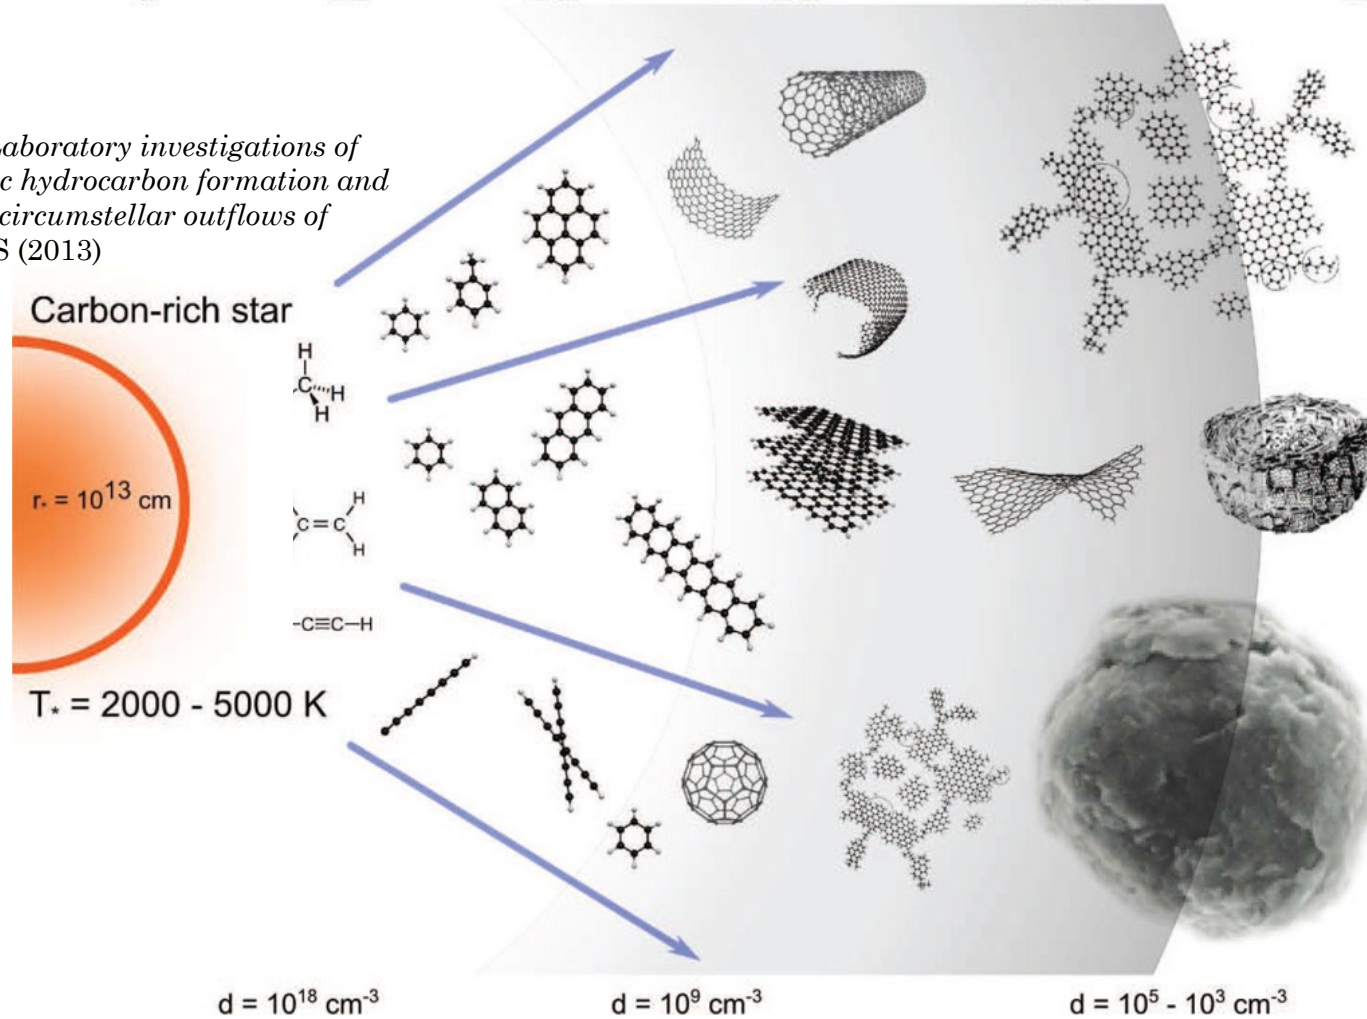 Laboratory investigations of
c hydrocarbon formation and
circumstellar outflows of
S (2013)
Carbon-rich star
H
C H
H
r* = 10^13 cm
H
C=C
H
-C≡C-H
T* = 2000 - 5000 K
d = 10^18 cm^-3
d = 10^9 cm^-3
d = 10^5 - 10^3 cm^-3